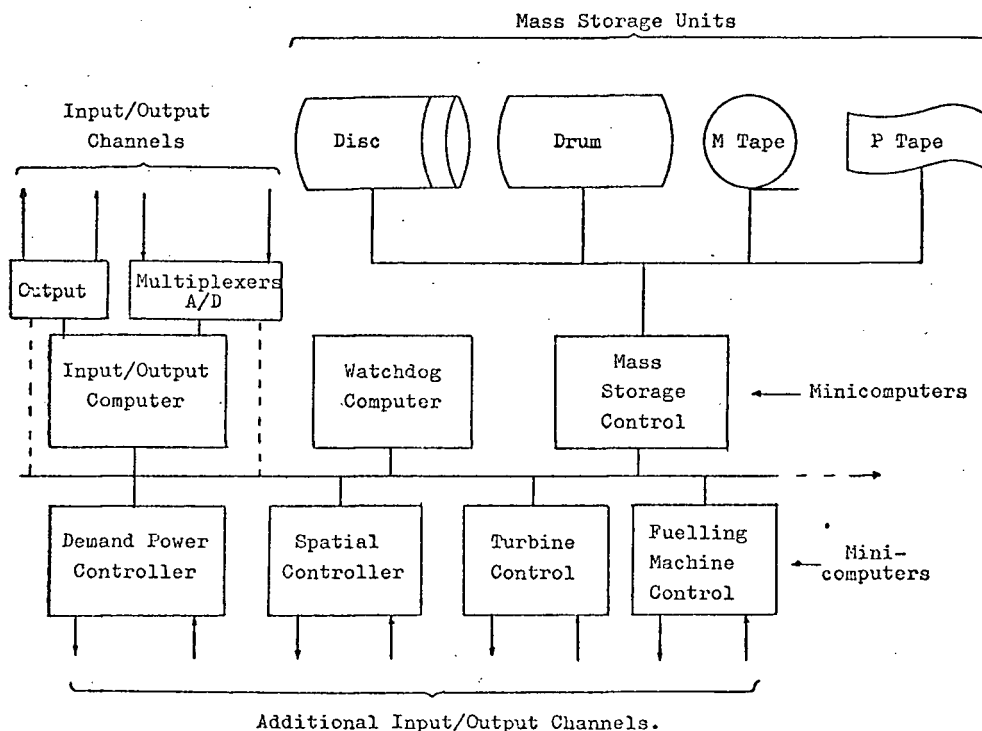 Mass Storage Units
Input/Output
Channels
Disc
Drum
M Tape
P Tape
Output
Multiplexers
A/D
Input/Output
Computer
Watchdog
Computer
Mass
Storage
Control
Minicomputers
Demand Power
Controller
Spatial
Controller
Turbine
Control
Fuelling
Machine
Control
Mini-
computers
Additional Input/Output Channels.